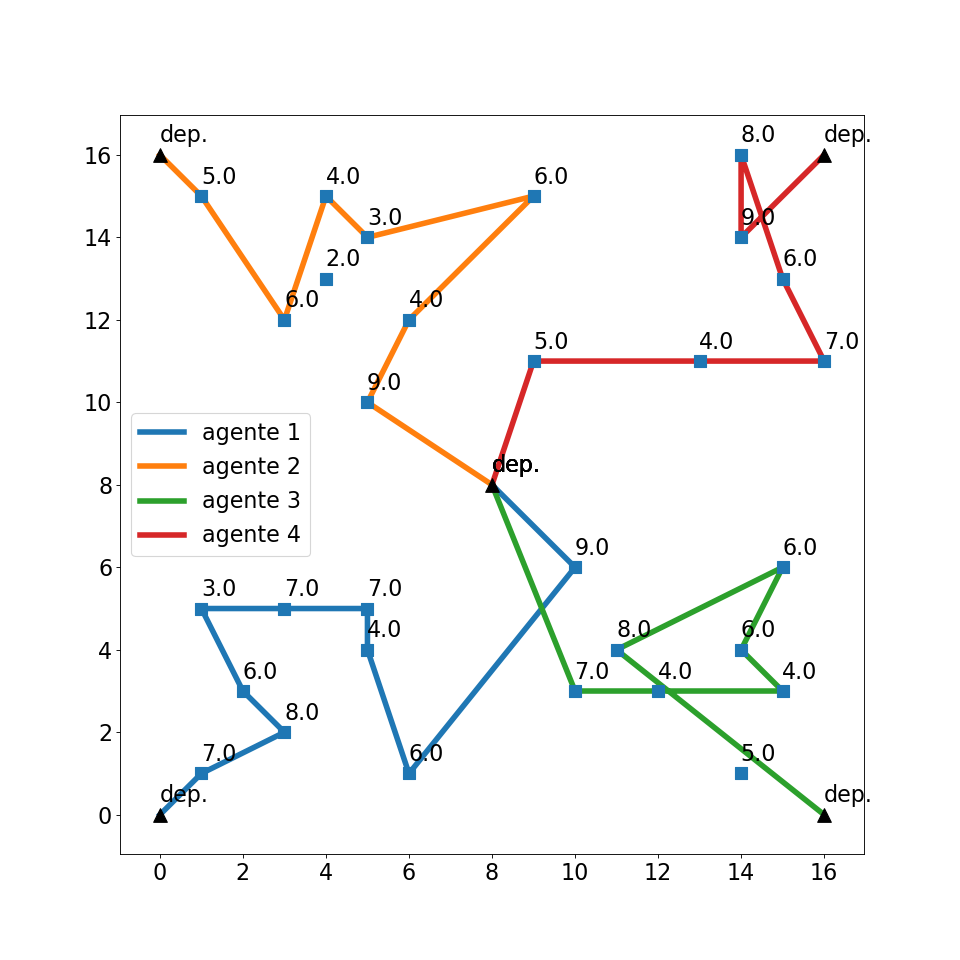 dep. 8.0 dep.
16
5.0 4.0 6.0
3.0 9.0
14
2.0 6.0
6.0 4.0
12
5.0 4.0 7.0
9.0
10
agente 1
agente 2
agente 3
agente 4
dep.
dep.
8
9.0 6.0
6
3.0 7.0 7.0
4.0 8.0 6.0
4
6.0 7.0 4.0 4.0
8.0
2
7.0 6.0 5.0
dep. dep.
0
0 2 4 6 8 10 12 14 16